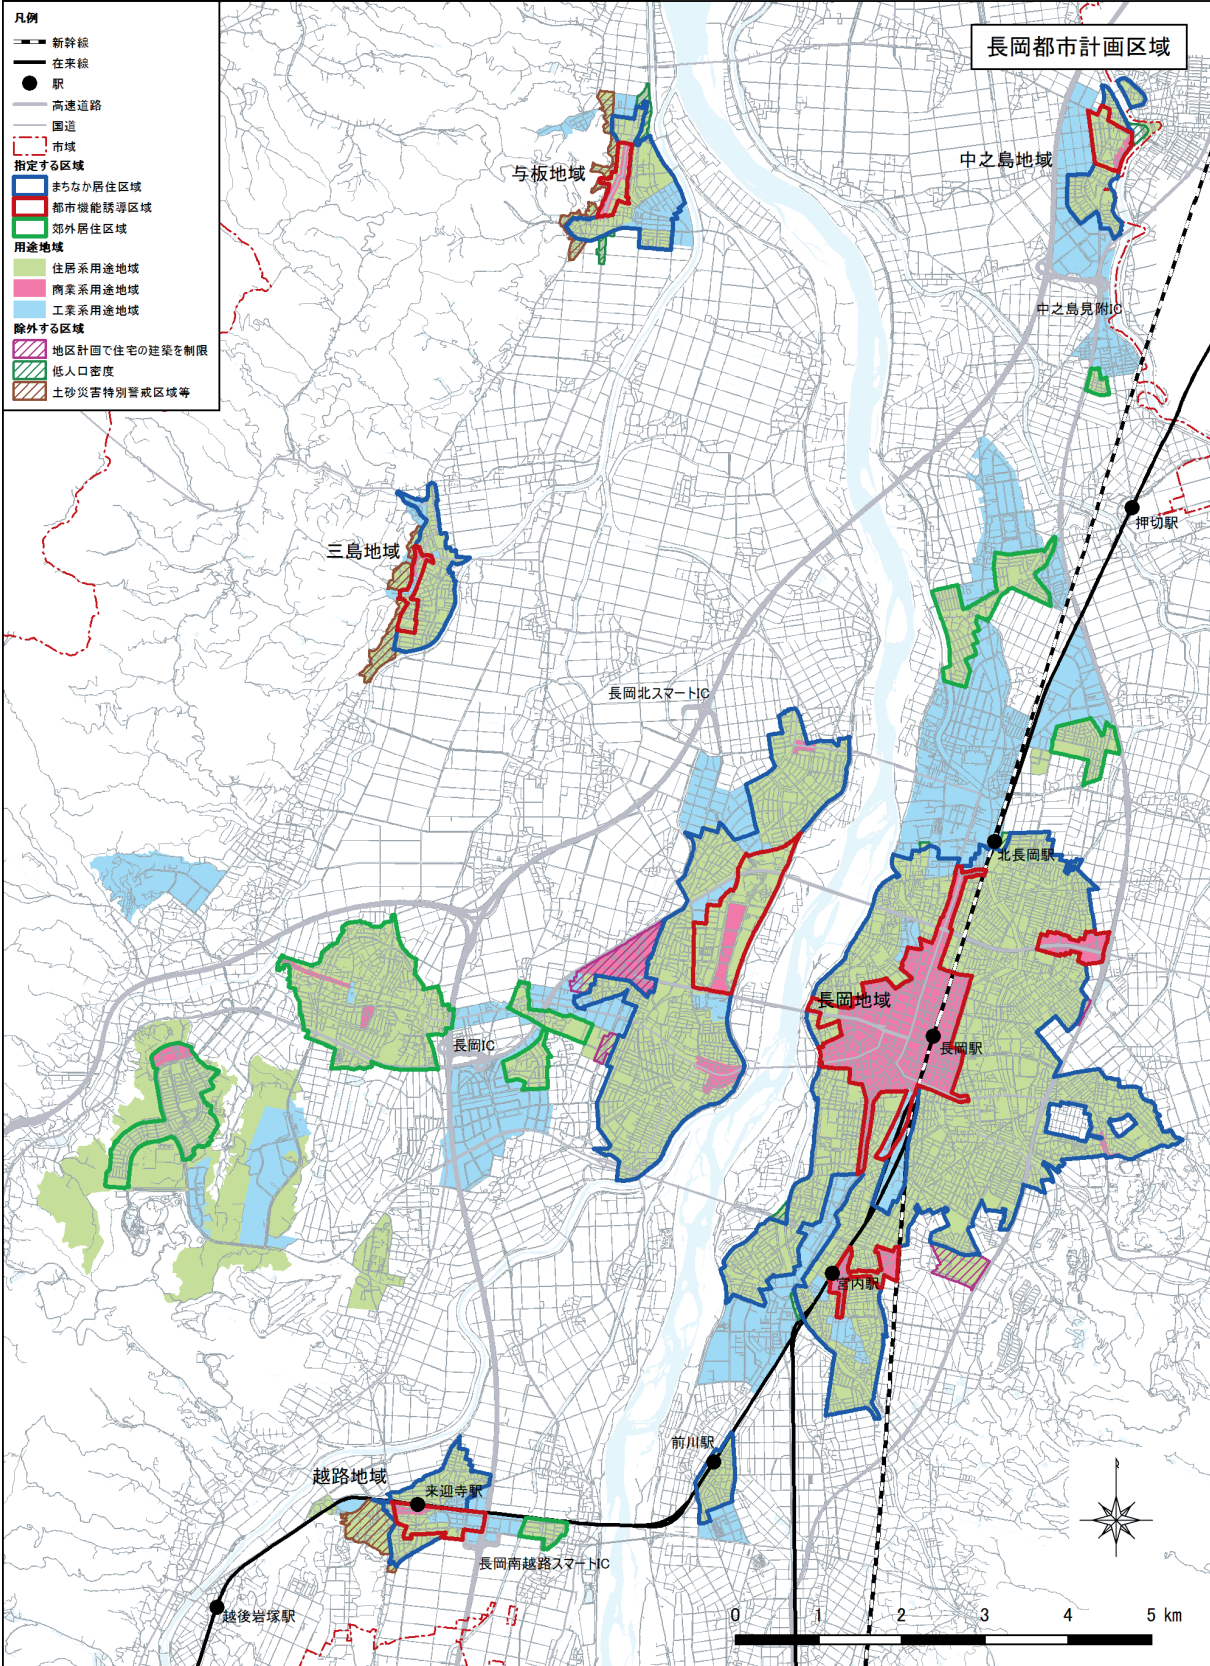 凡例
新幹線
在来線
駅
高速道路
国道
市域
指定する区域
まちなか居住区域
都市機能誘導区域
郊外居住区域
用途地域
住居系用途地域
商業系用途地域
工業系用途地域
除外する区域
地区計画で住宅の建築を制限
低人口密度
土砂災害特別警戒区域等
長岡都市計画区域
中之島地域
与板地域
中之島見附IC
押切駅
三島地域
長岡北スマートIC
北長岡駅
長岡地域
長岡駅
長岡IC
宮内駅
前川駅
越路地域
来迎寺駅
長岡南越路スマートIC
越後岩塚駅
0 1 2 3 4 5 km